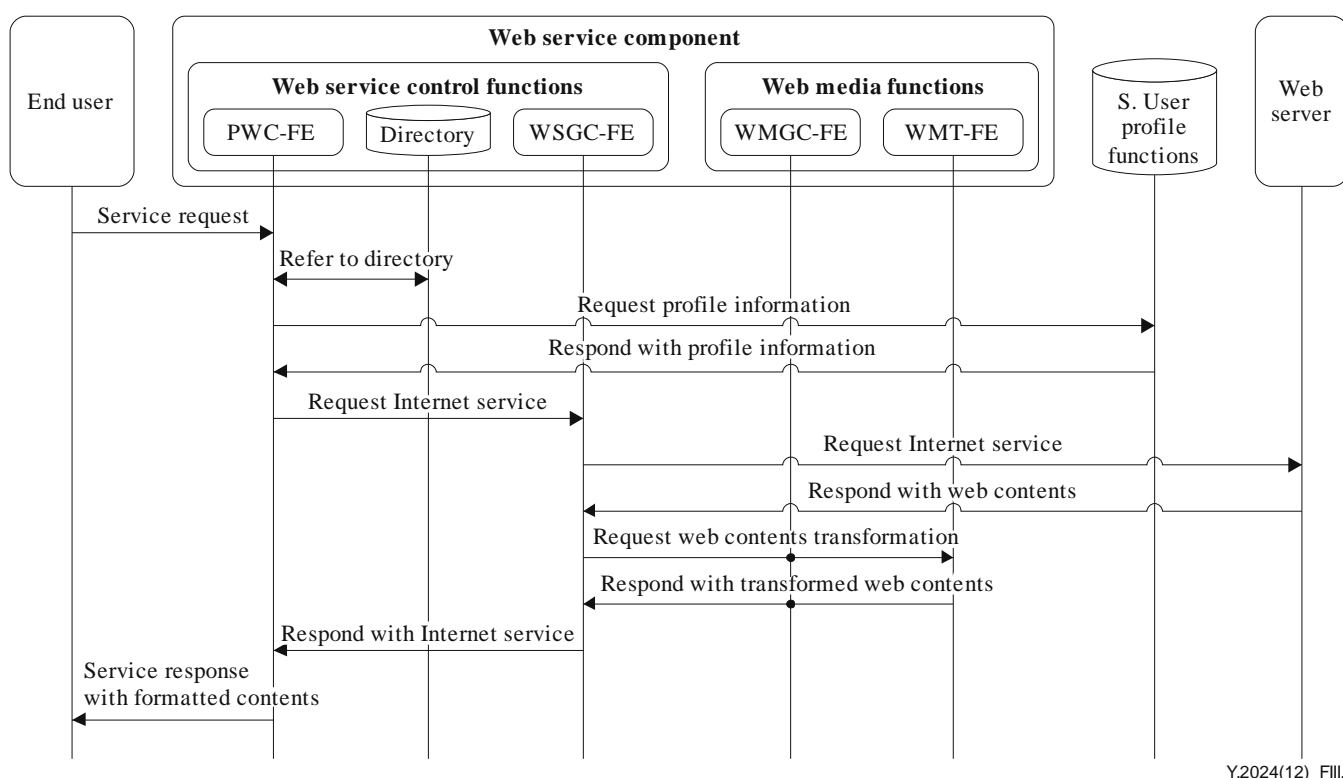 Web service component
Web service control functions
Web media functions
End user
PWC-FE
Directory
WSGC-FE
WMGC-FE
WMT-FE
S. User
profile
functions
Web
server
Service request
Refer to directory
Request profile information
Respond with profile information
Request Internet service
Request Internet service
Respond with web contents
Request web contents transformation
Respond with transformed web contents
Respond with Internet service
Service response
with formatted contents